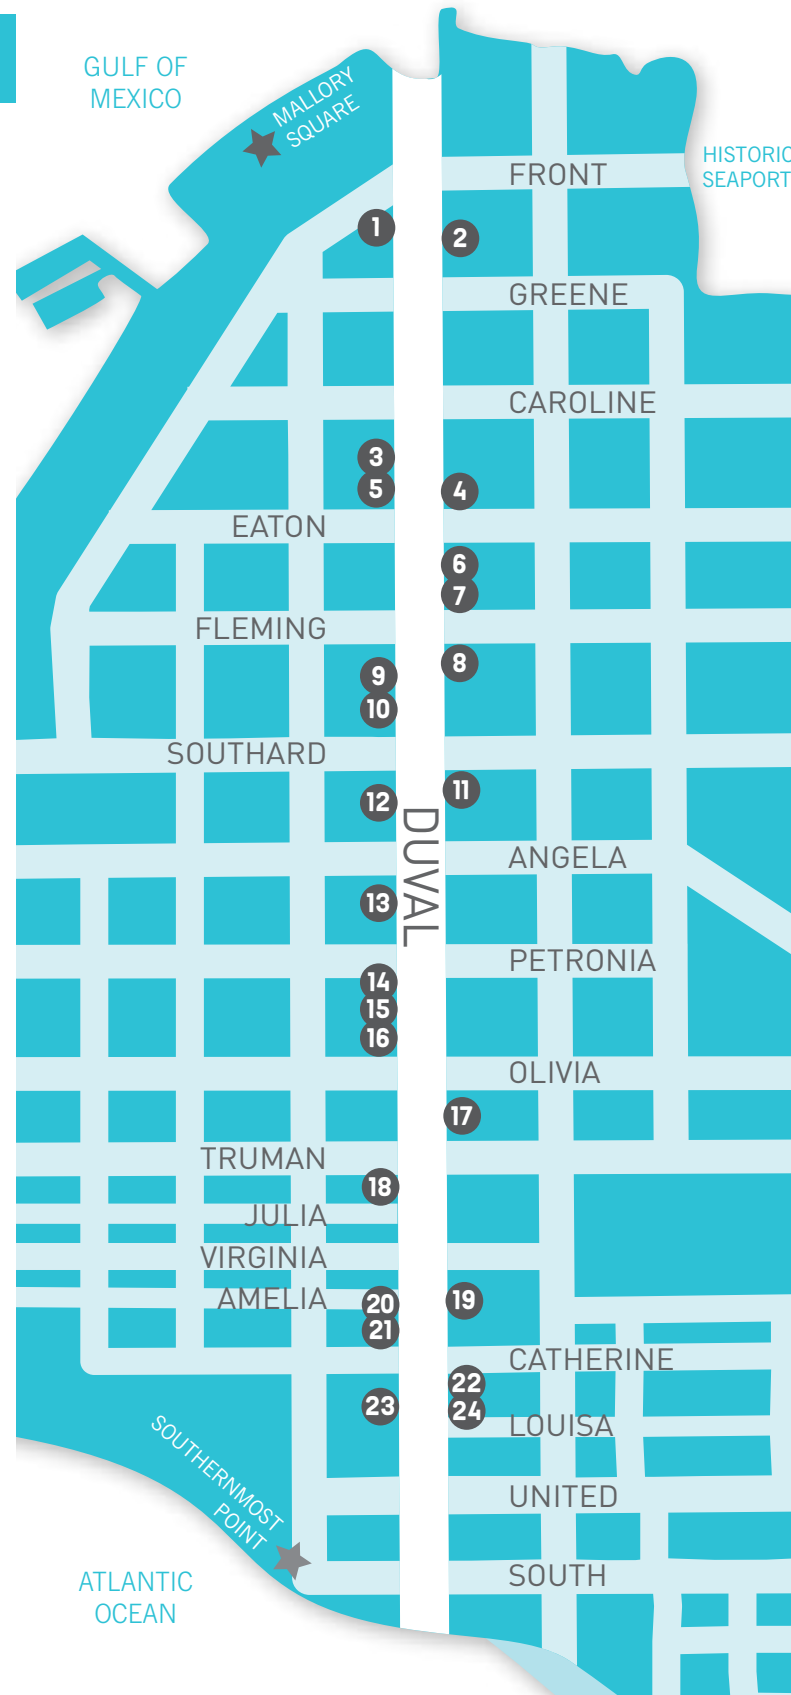 GULF OF
MEXICO
MALLORY
SQUARE
HISTORIC
SEAPORT
FRONT
1
2
GREENE
CAROLINE
3
5
4
EATON
6
7
FLEMING
8
9
10
SOUTHARD
11
12
DUVAL
ANGELA
13
PETRONIA
14
15
16
OLIVIA
17
TRUMAN
18
JULIA
VIRGINIA
AMELIA
20
19
21
CATHERINE
22
23
24
LOUISA
SOUTHERNMOST
POINT
UNITED
SOUTH
ATLANTIC
OCEAN